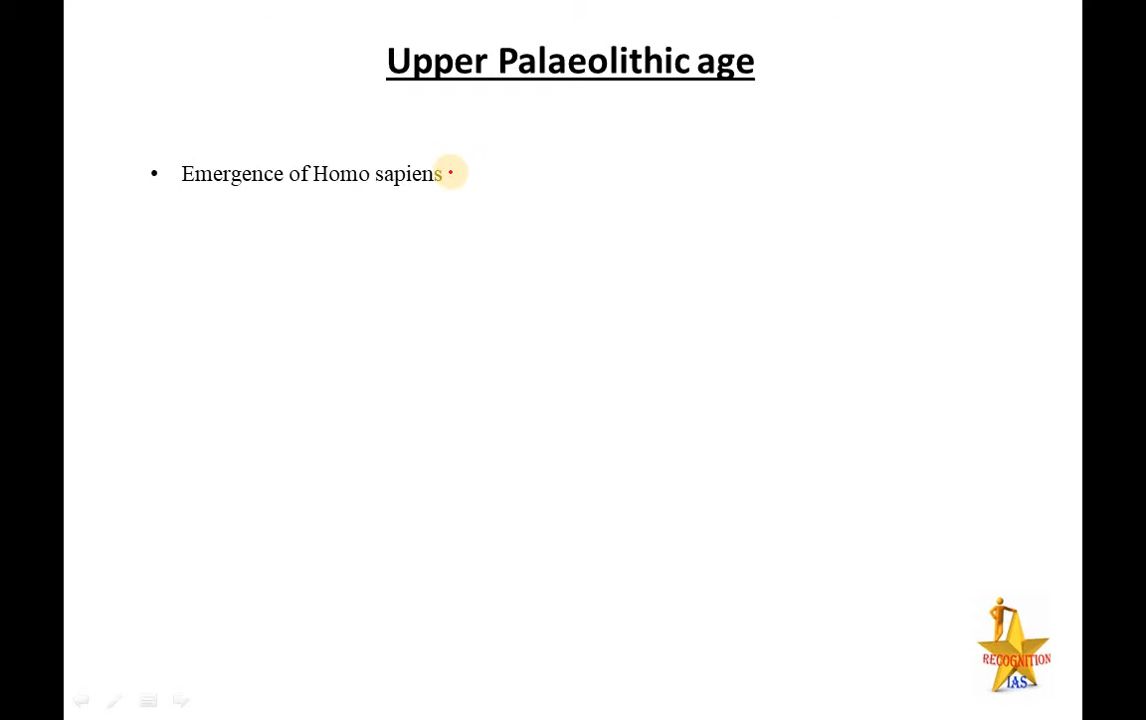 Upper Palaeolithic age
• Emergence of Homo sapiens
RECOGNITION
IAS